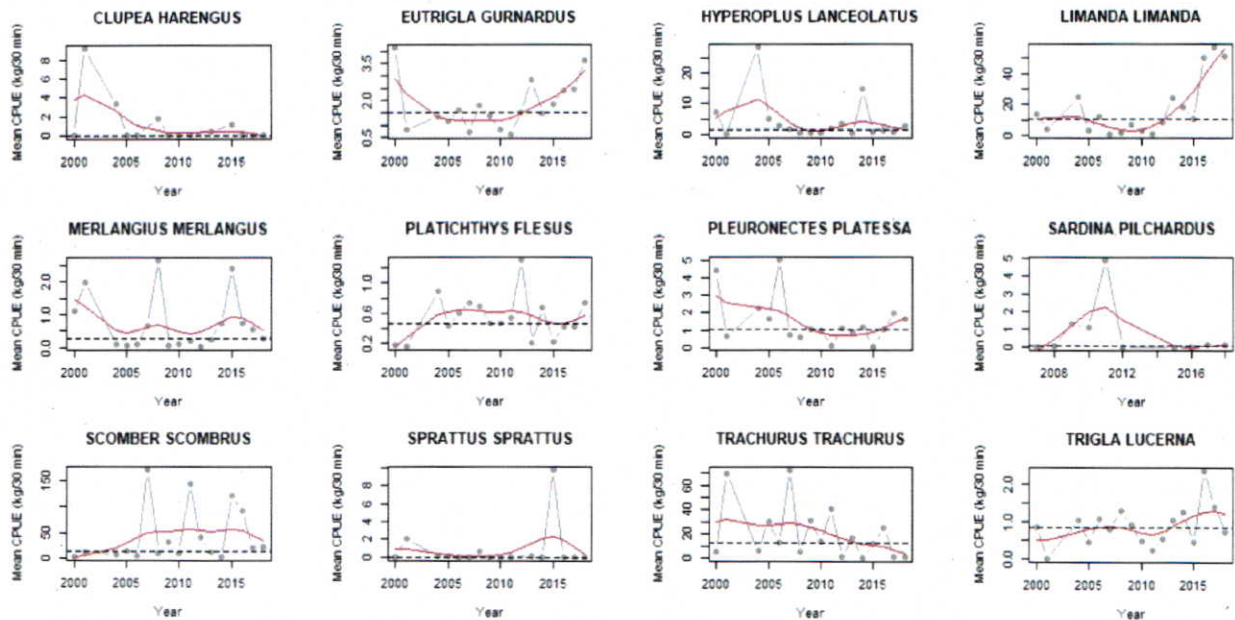 CLUPEA HARENGUS
Mean CPUE (kg/30 min)
0 2 4 6 8
2000 2005 2010 2015
Year
EUTRIGLA GURNARDUS
Mean CPUE (kg/30 min)
0.5 1.5 2.5 3.5
2000 2005 2010 2015
Year
HYPEROPLUS LANCEOLATUS
Mean CPUE (kg/30 min)
0 5 10 20
2000 2005 2010 2015
Year
LIMANDA LIMANDA
Mean CPUE (kg/30 min)
0 20 40
2000 2005 2010 2015
Year
MERLANGIUS MERLANGUS
Mean CPUE (kg/30 min)
0.0 1.0 2.0
2000 2005 2010 2015
Year
PLATICHTHYS FLESUS
Mean CPUE (kg/30 min)
0.2 0.6 1.0
2000 2005 2010 2015
Year
PLEURONECTES PLATESSA
Mean CPUE (kg/30 min)
0 1 2 3 4 5
2000 2005 2010 2015
Year
SARDINA PILCHARDUS
Mean CPUE (kg/30 min)
0 1 2 3 4 5
2008 2012 2016
Year
SCOMBER SCOMBRUS
Mean CPUE (kg/30 min)
0 50 150
2000 2005 2010 2015
Year
SPRATTUS SPRATTUS
Mean CPUE (kg/30 min)
0 2 4 6 8
2000 2005 2010 2015
Year
TRACHURUS TRACHURUS
Mean CPUE (kg/30 min)
0 20 40 60
2000 2005 2010 2015
Year
TRIGLA LUCERNA
Mean CPUE (kg/30 min)
0.0 1.0 2.0
2000 2005 2010 2015
Year